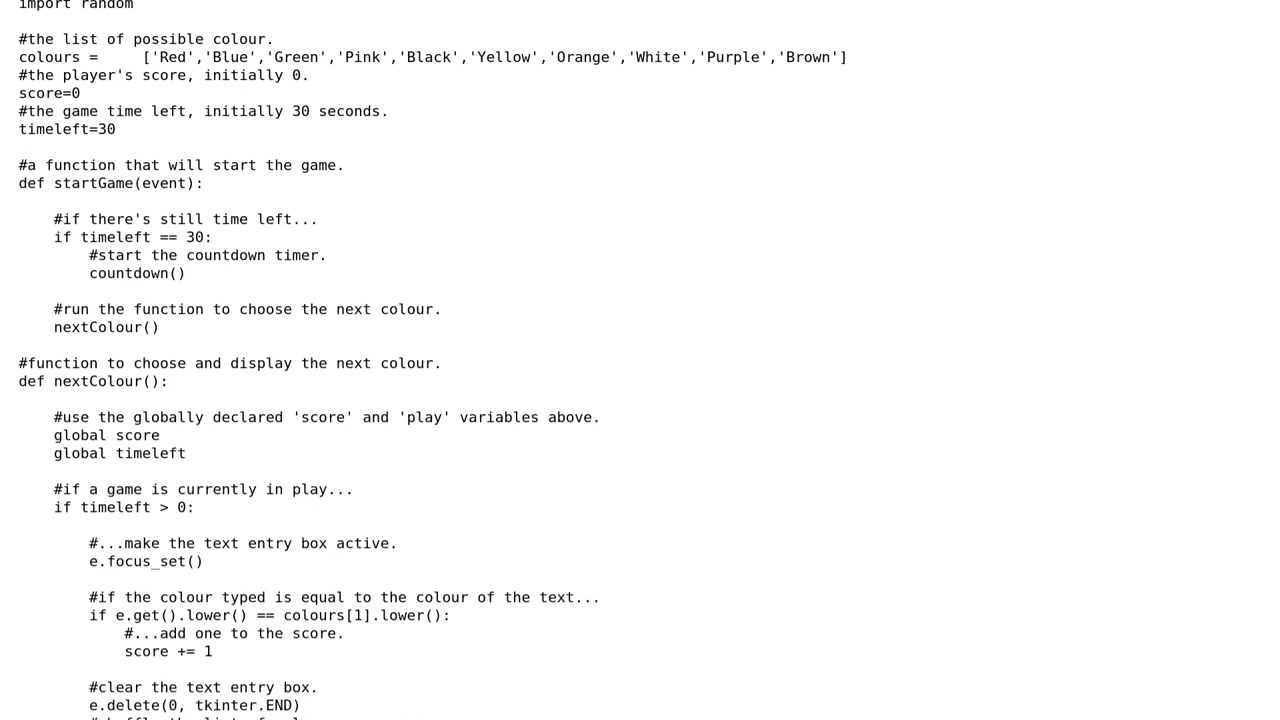 import random
#the list of possible colour.
colours =     ['Red','Blue','Green','Pink','Black','Yellow','Orange','White','Purple','Brown']
#the player's score, initially 0.
score=0
#the game time left, initially 30 seconds.
timeleft=30
#a function that will start the game.
def startGame(event):
    #if there's still time left...
    if timeleft == 30:
        #start the countdown timer.
        countdown()
    #run the function to choose the next colour.
    nextColour()
#function to choose and display the next colour.
def nextColour():
    #use the globally declared 'score' and 'play' variables above.
    global score
    global timeleft
    #if a game is currently in play...
    if timeleft > 0:
        #...make the text entry box active.
        e.focus_set()
        #if the colour typed is equal to the colour of the text...
        if e.get().lower() == colours[1].lower():
            #...add one to the score.
            score += 1
        #clear the text entry box.
        e.delete(0, tkinter.END)